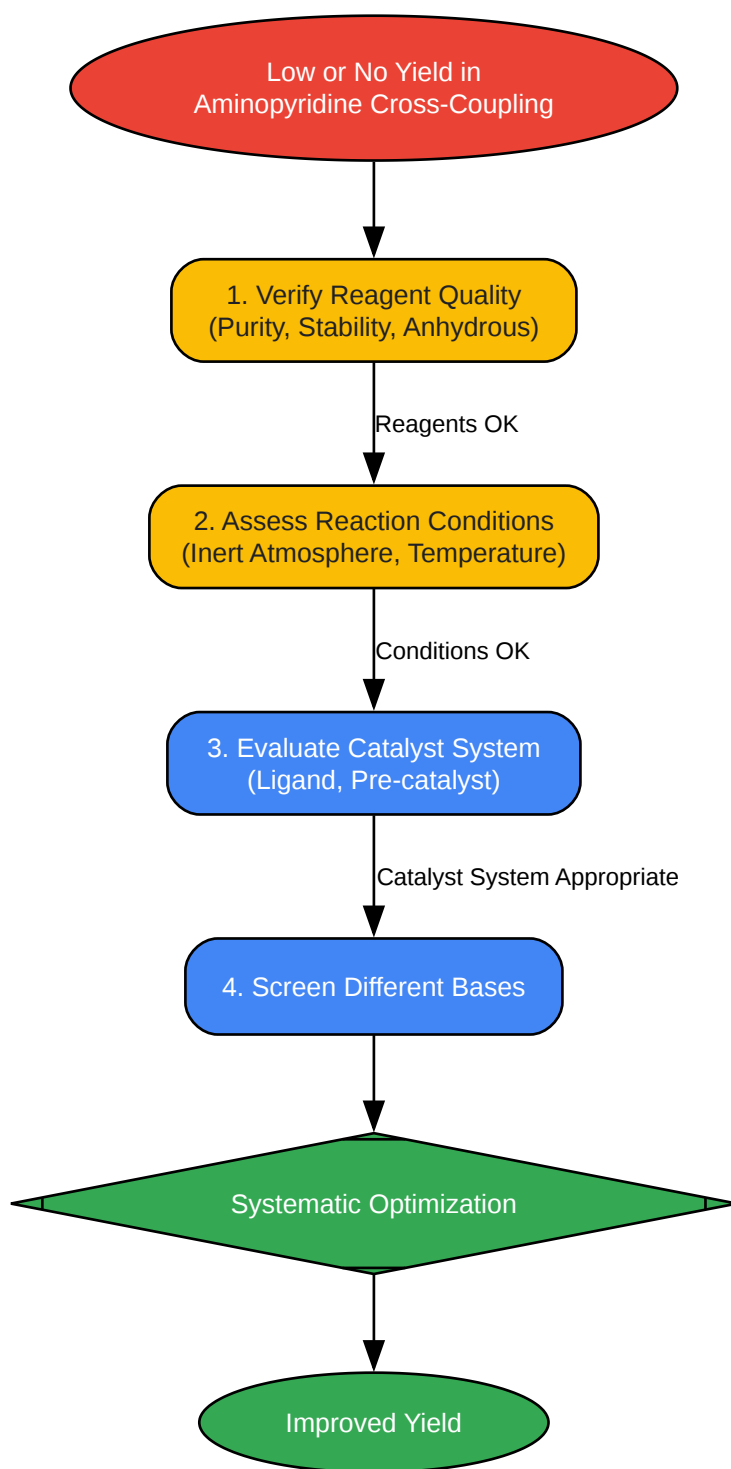 Low or No Yield in
Aminopyridine Cross-Coupling
1. Verify Reagent Quality
(Purity, Stability, Anhydrous)
Reagents OK
2. Assess Reaction Conditions
(Inert Atmosphere, Temperature)
Conditions OK
3. Evaluate Catalyst System
(Ligand, Pre-catalyst)
Catalyst System Appropriate
4. Screen Different Bases
Systematic Optimization
Improved Yield